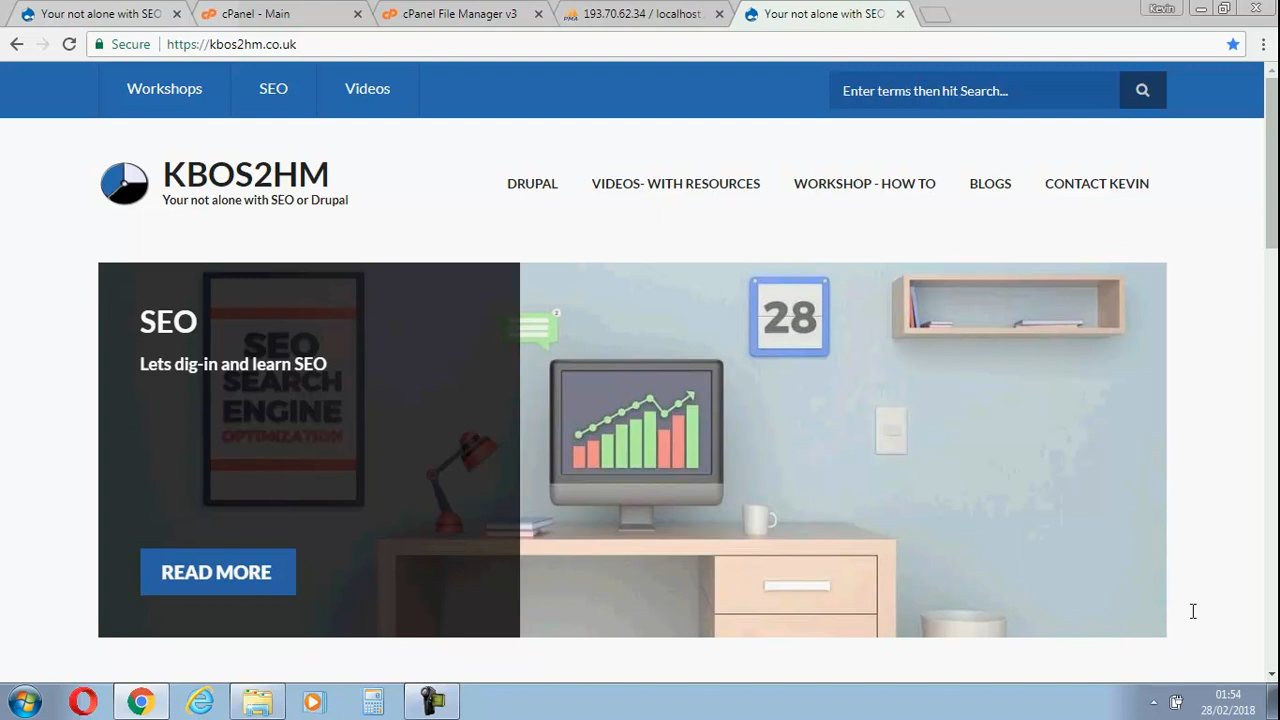 Your not alone with SEO
cPanel - Main
cPanel File Manager v3
193.70.62.34 / localhost
Your not alone with SEO
Kevin
Secure
https://kbos2hm.co.uk
Workshops
SEO
Videos
Enter terms then hit Search...
KBOS2HM
Your not alone with SEO or Drupal
DRUPAL
VIDEOS- WITH RESOURCES
WORKSHOP - HOW TO
BLOGS
CONTACT KEVIN
SEO
Lets dig-in and learn SEO
SEO
SEARCH
ENGINE
OPTIMIZATION
READ MORE
2
28
01:54
28/02/2018